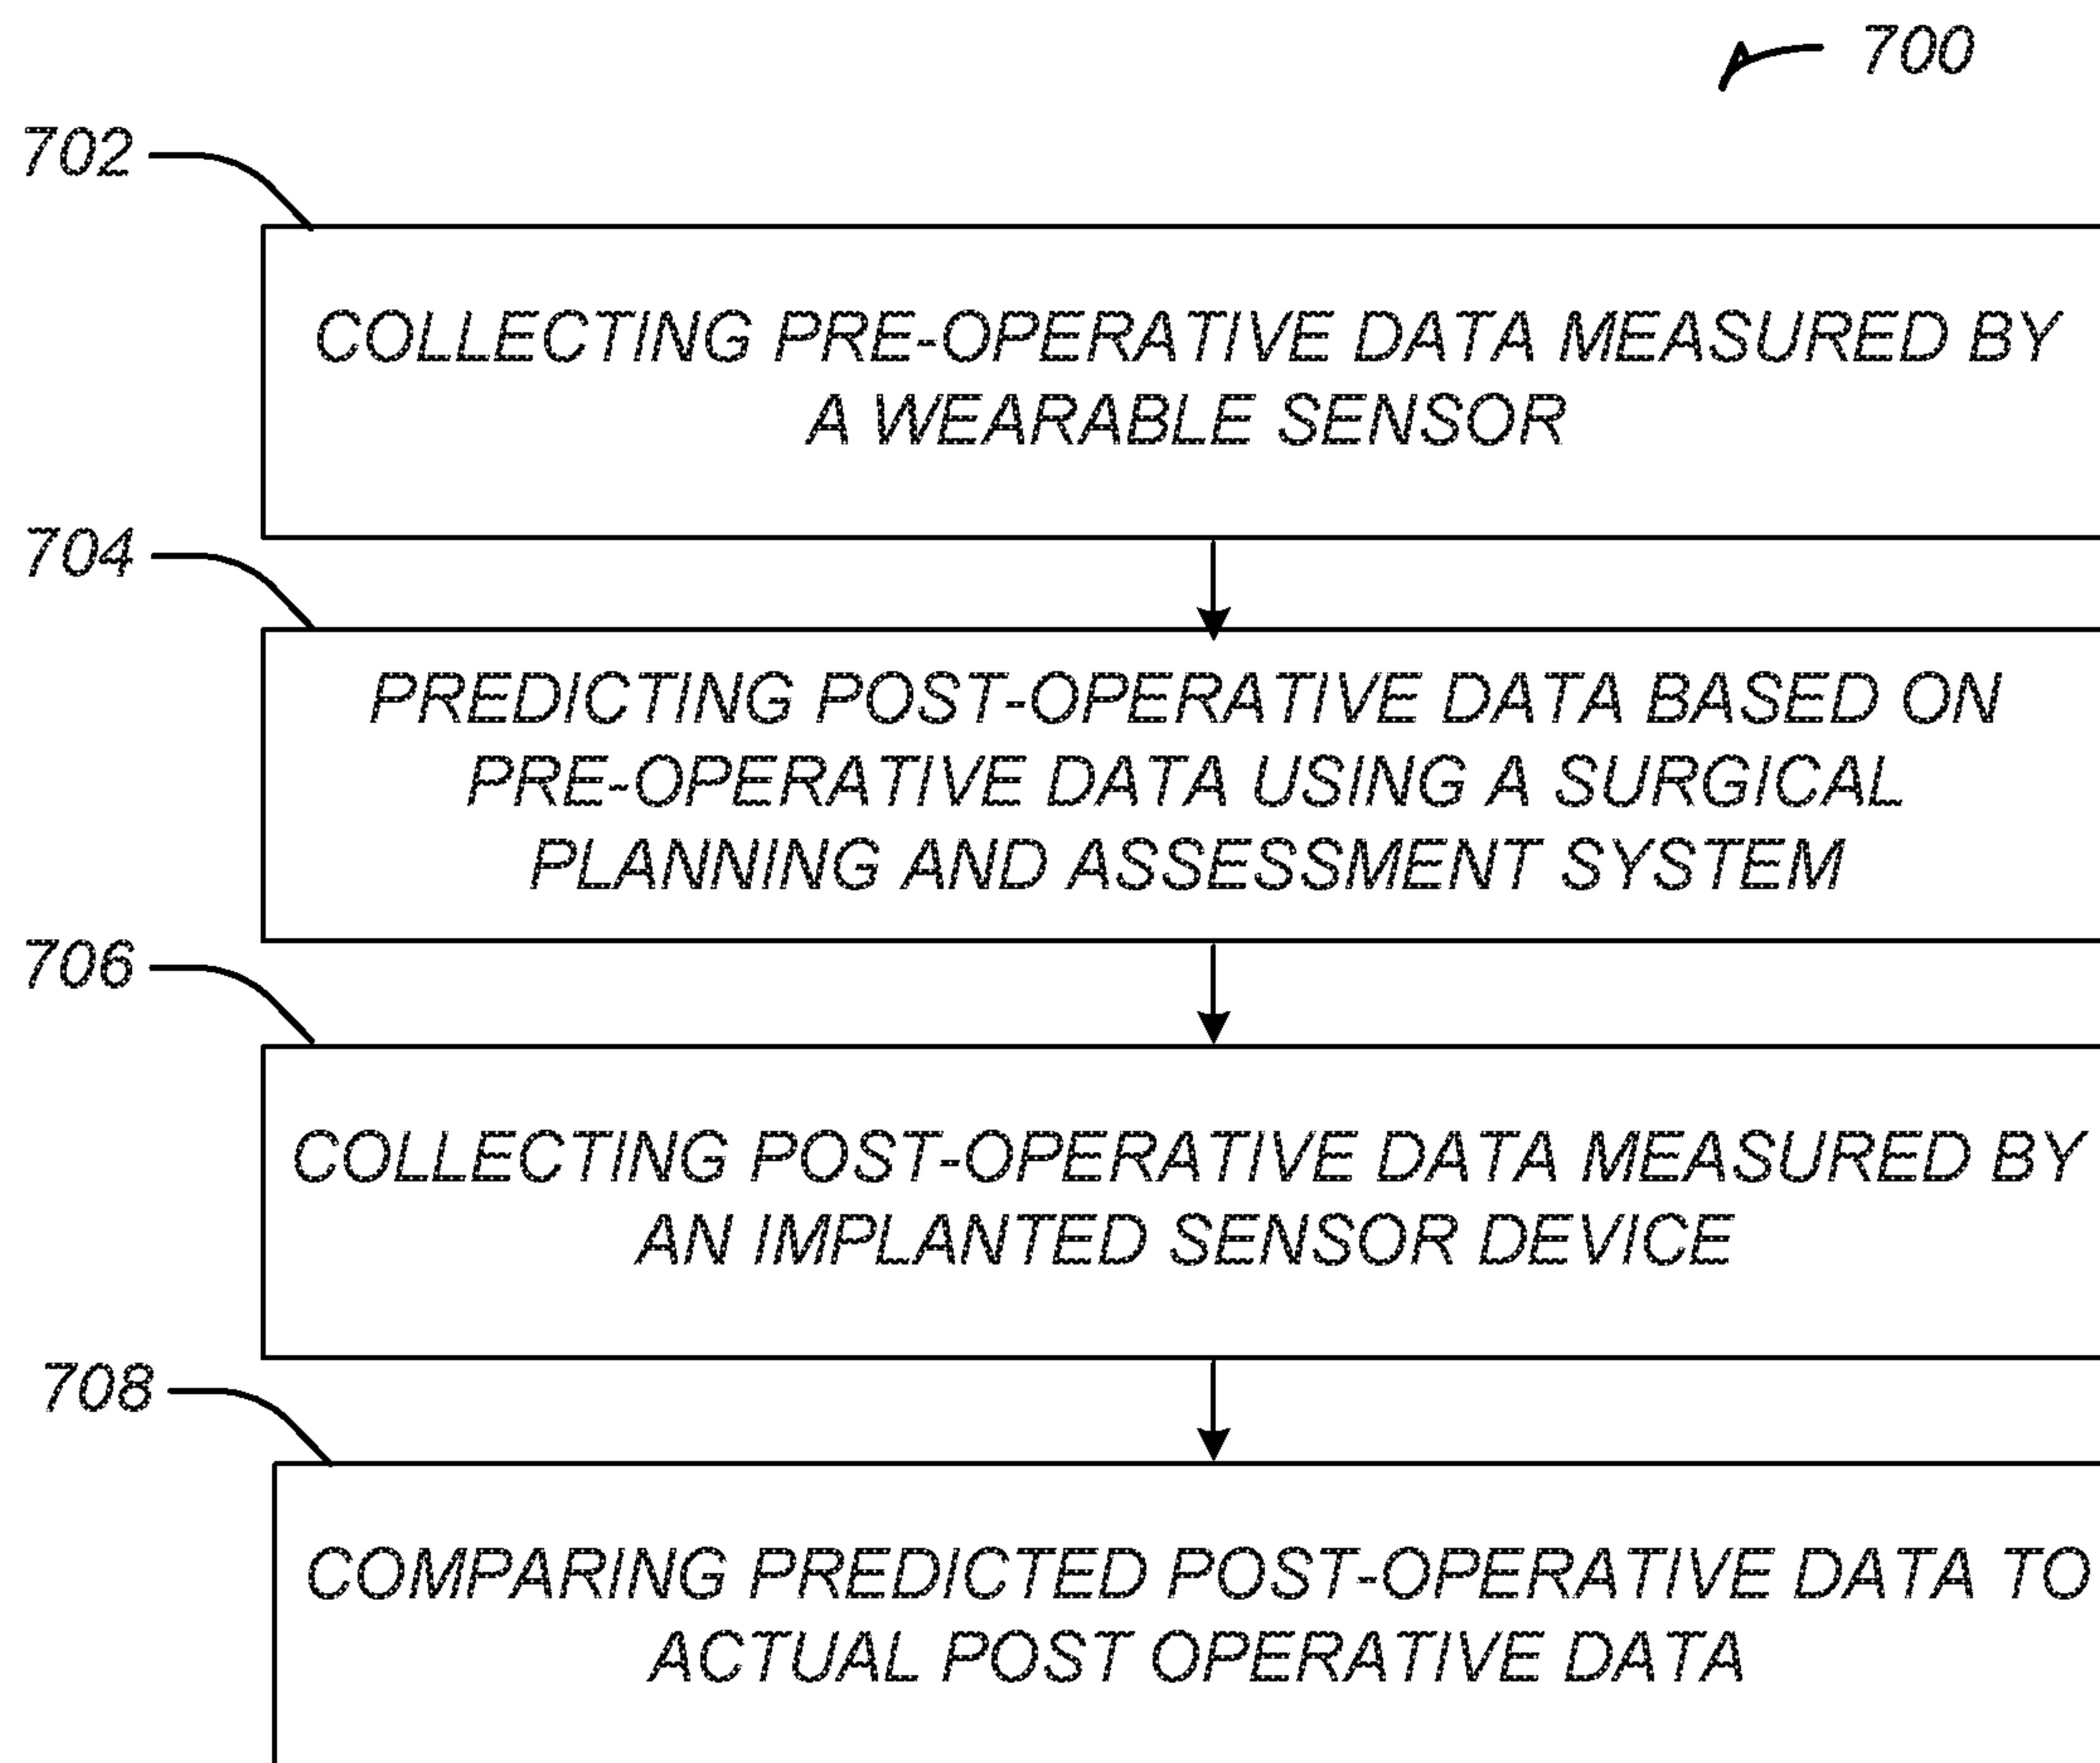 700
702
COLLECTING PRE-OPERATIVE DATA MEASURED BY
A WEARABLE SENSOR
704
PREDICTING POST-OPERATIVE DATA BASED ON
PRE-OPERATIVE DATA USING A SURGICAL
PLANNING AND ASSESSMENT SYSTEM
706
COLLECTING POST-OPERATIVE DATA MEASURED BY
AN IMPLANTED SENSOR DEVICE
708
COMPARING PREDICTED POST-OPERATIVE DATA TO
ACTUAL POST OPERATIVE DATA